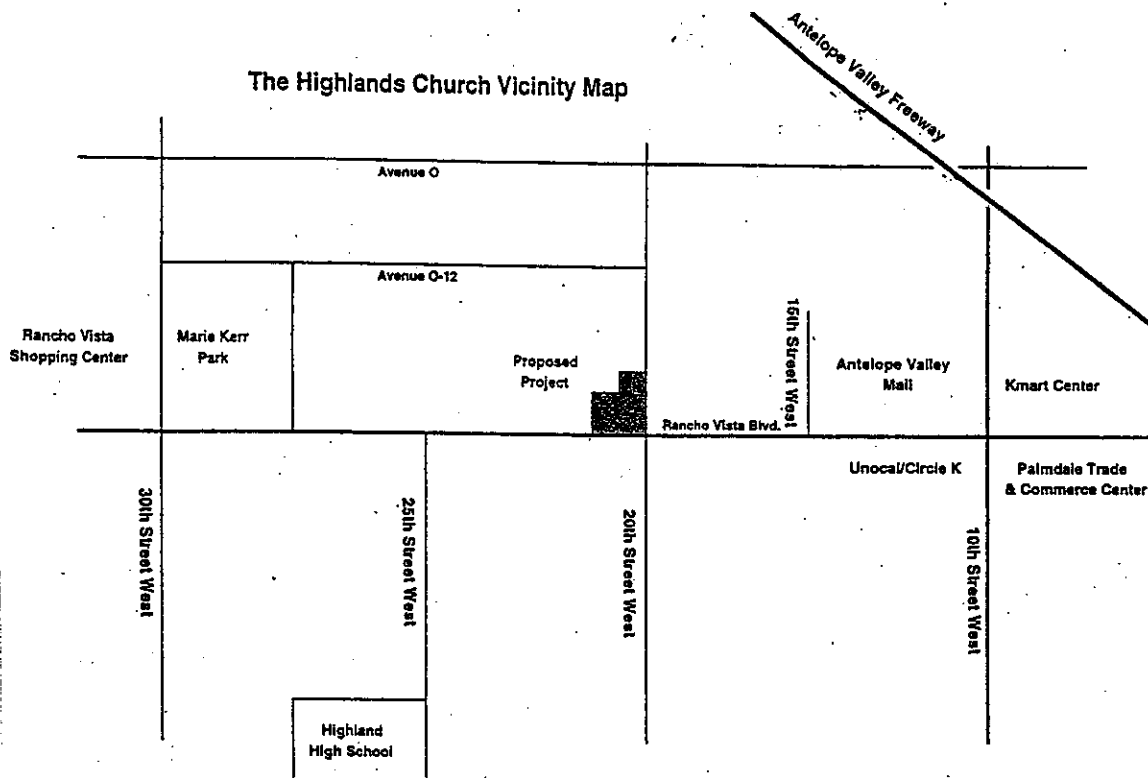 Antelope Valley Freeway
The Highlands Church Vicinity Map
Avenue O
Avenue O-12
Rancho Vista
Shopping Center
Marie Kerr
Park
Proposed
Project
15th Street West
Antelope Valley
Mall
Kmart Center
Rancho Vista Blvd.
Unocal/Circle K
Palmdale Trade
& Commerce Center
30th Street West
25th Street West
20th Street West
10th Street West
Highland
High School